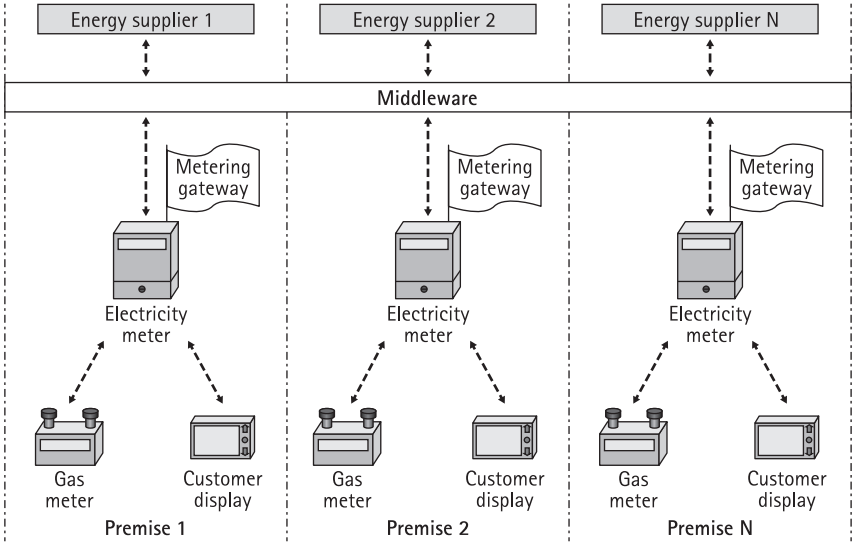 Energy supplier 1
Energy supplier 2
Energy supplier N
Middleware
Metering
gateway
Metering
gateway
Metering
gateway
Electricity
meter
Electricity
meter
Electricity
meter
Gas
meter
Customer
display
Gas
meter
Customer
display
Gas
meter
Customer
display
Premise 1
Premise 2
Premise N